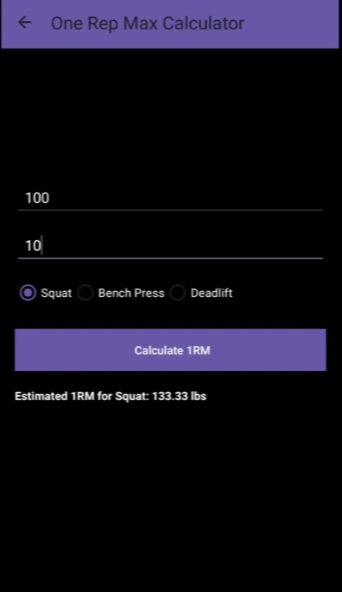 One Rep Max Calculator
100
10
Squat Bench Press Deadlift
Calculate 1RM
Estimated 1RM for Squat: 133.33 lbs